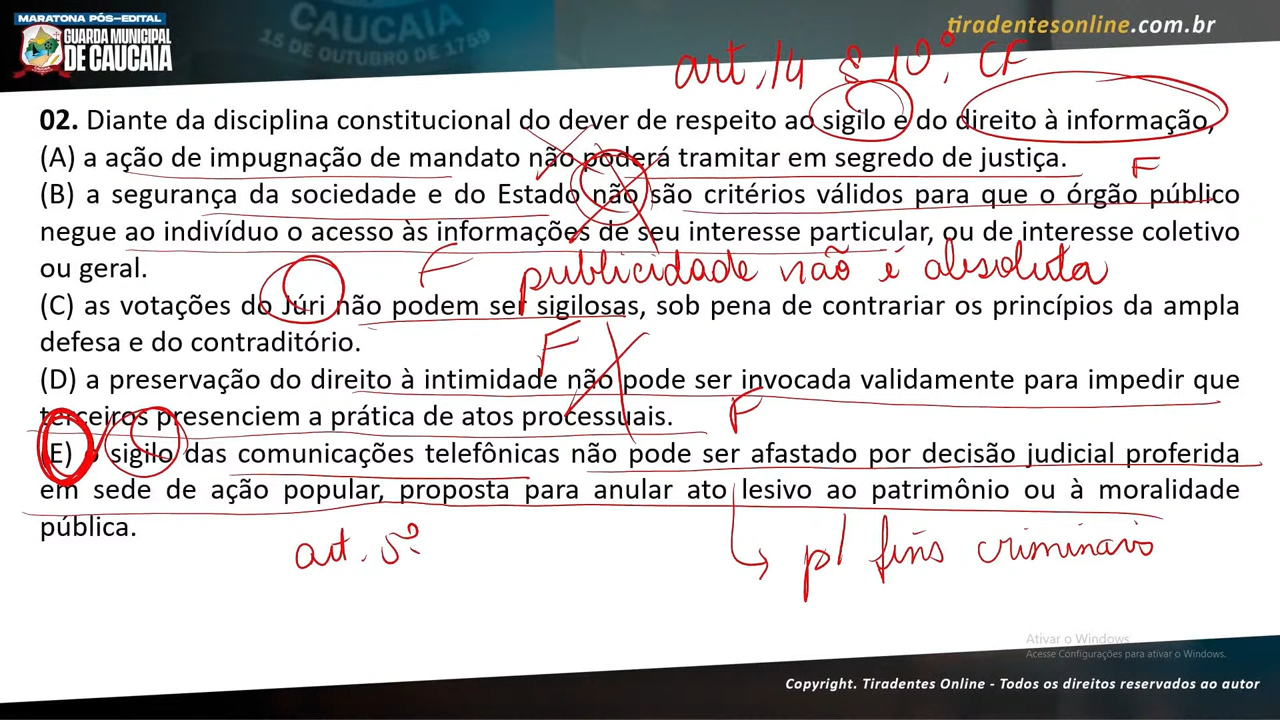 MARATONA PÓS-EDITAL
GUARDA MUNICIPAL
DE CAUCAIA
CAUCAIA
15 DE OUTUBRO DE 1759
tiradentesonline.com.br
art. 14 § 10º, CF
02. Diante da disciplina constitucional do dever de respeito ao sigilo e do direito à informação,
(A) a ação de impugnação de mandato não poderá tramitar em segredo de justiça.
F
(B) a segurança da sociedade e do Estado não são critérios válidos para que o órgão público
negue ao indivíduo o acesso às informações de seu interesse particular, ou de interesse coletivo
ou geral.
F publicidade não é absoluta
(C) as votações do Júri não podem ser sigilosas, sob pena de contrariar os princípios da ampla
defesa e do contraditório.
F
(D) a preservação do direito à intimidade não pode ser invocada validamente para impedir que
terceiros presenciem a prática de atos processuais.
F
(E) o sigilo das comunicações telefônicas não pode ser afastado por decisão judicial proferida
em sede de ação popular, proposta para anular ato lesivo ao patrimônio ou à moralidade
pública.
art. 5º
p/ fins criminais
Ativar o Windows
Acesse Configurações para ativar o Windows.
Copyright. Tiradentes Online - Todos os direitos reservados ao autor